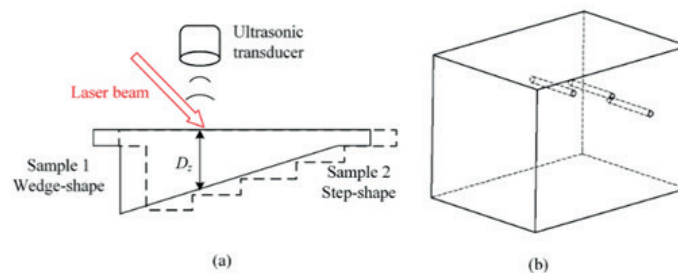 Ultrasonic
transducer
Laser beam
Sample 1
Wedge-shape
D_z
Sample 2
Step-shape
(a)
(b)